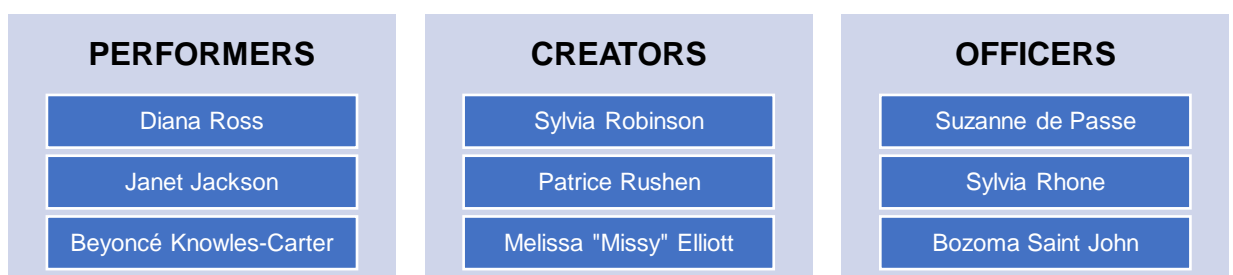 PERFORMERS
Diana Ross
Janet Jackson
Beyoncé Knowles-Carter
CREATORS
Sylvia Robinson
Patrice Rushen
Melissa "Missy" Elliott
OFFICERS
Suzanne de Passe
Sylvia Rhone
Bozoma Saint John